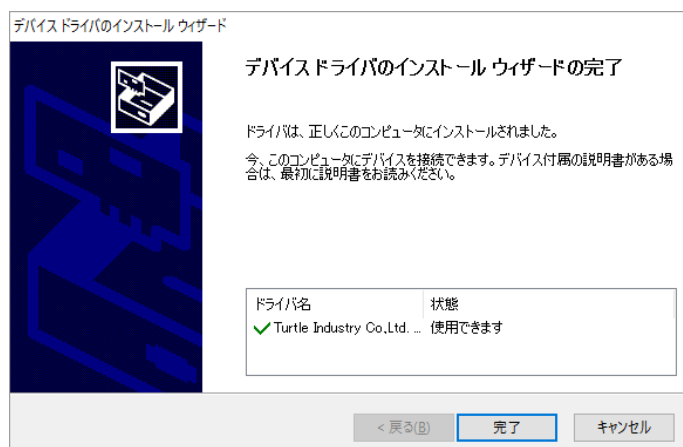 デバイス ドライバのインストール ウィザード
デバイス ドライバのインストール ウィザードの完了
ドライバは、正しくこのコンピュータにインストールされました。
今、このコンピュータにデバイスを接続できます。デバイス付属の説明書がある場
合は、最初に説明書をお読みください。
ドライバ名 状態
Turtle Industry Co.,Ltd. ... 使用できます
< 戻る(B) 完了 キャンセル